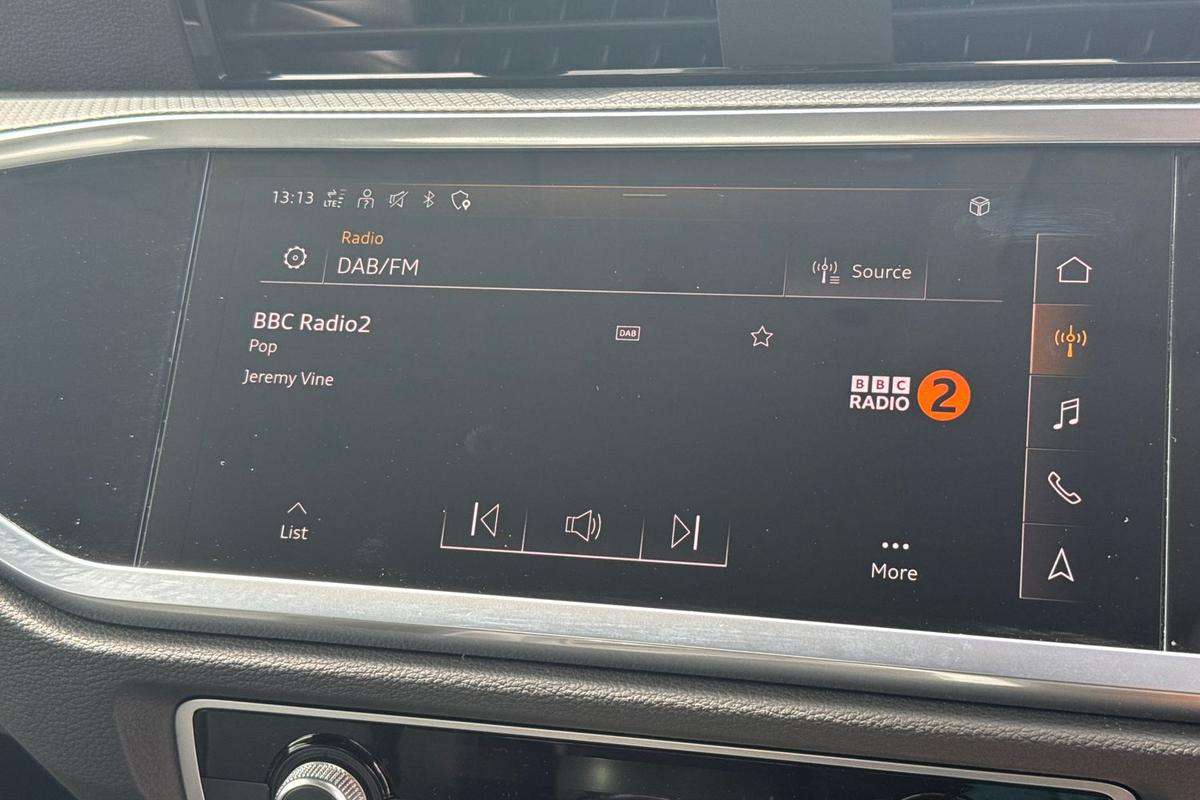 13:13 LTE
Radio
DAB/FM
Source
BBC Radio2
DAB
Pop
Jeremy Vine
BBC
RADIO 2
List
More